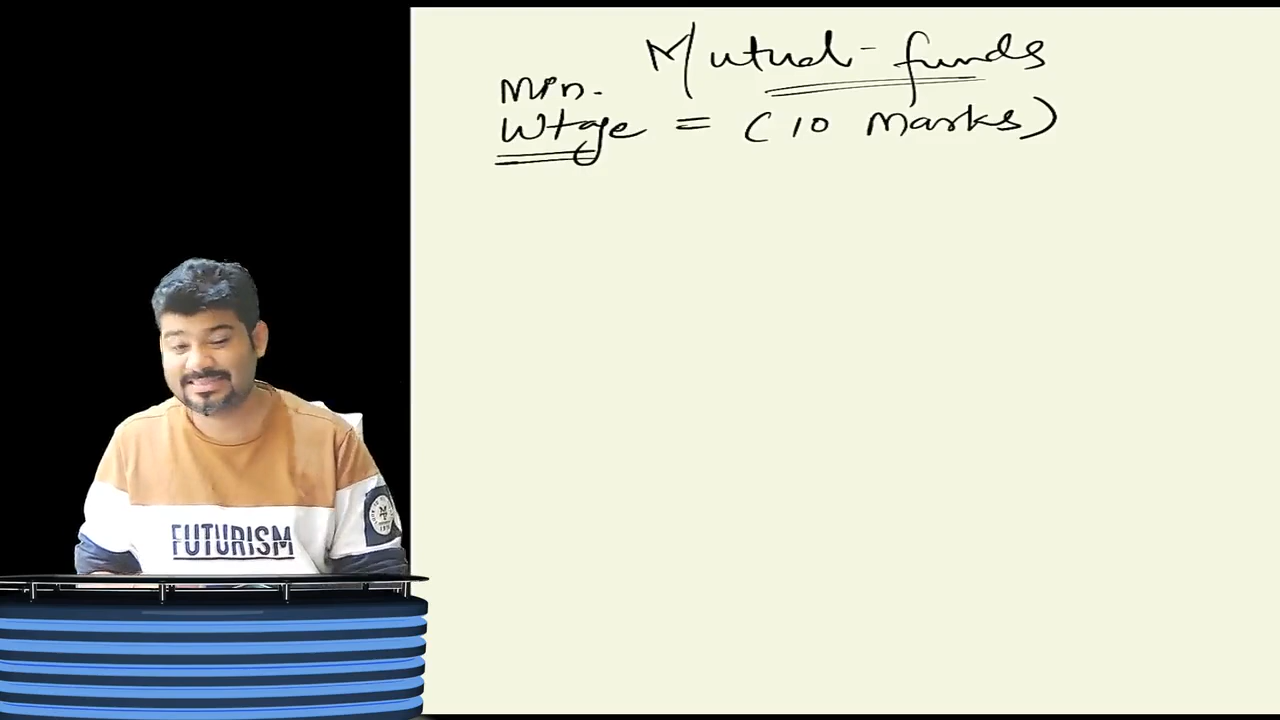 Mutual-funds
Min.
Wtge = (10 Marks)
FUTURISM